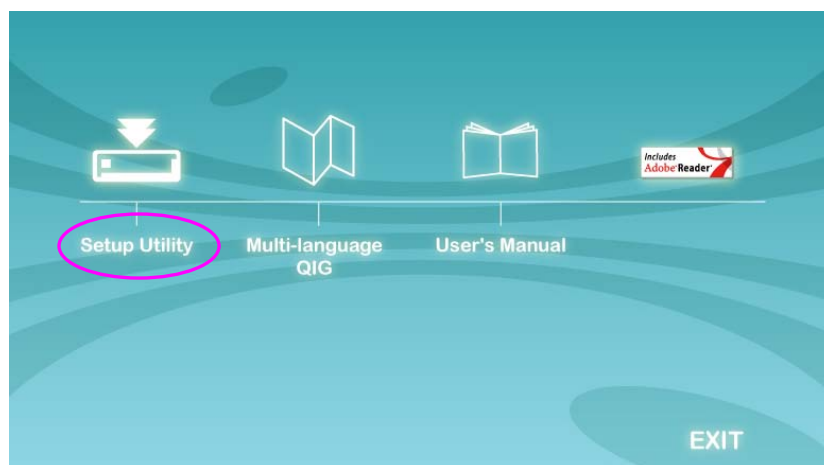 Includes
Adobe Reader
Setup Utility
Multi-language
QIG
User's Manual
EXIT